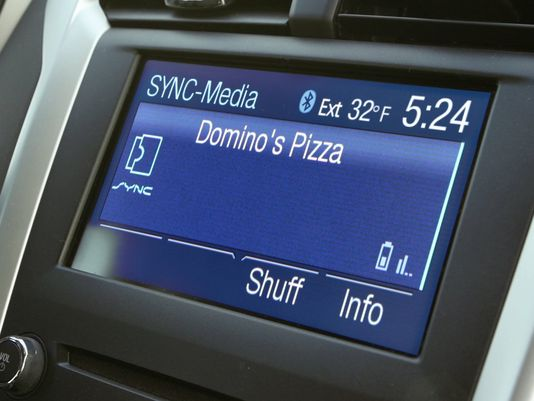 SYNC-Media Ext 32°F 5:24
Domino's Pizza
SYNC
Shuff Info
VOL